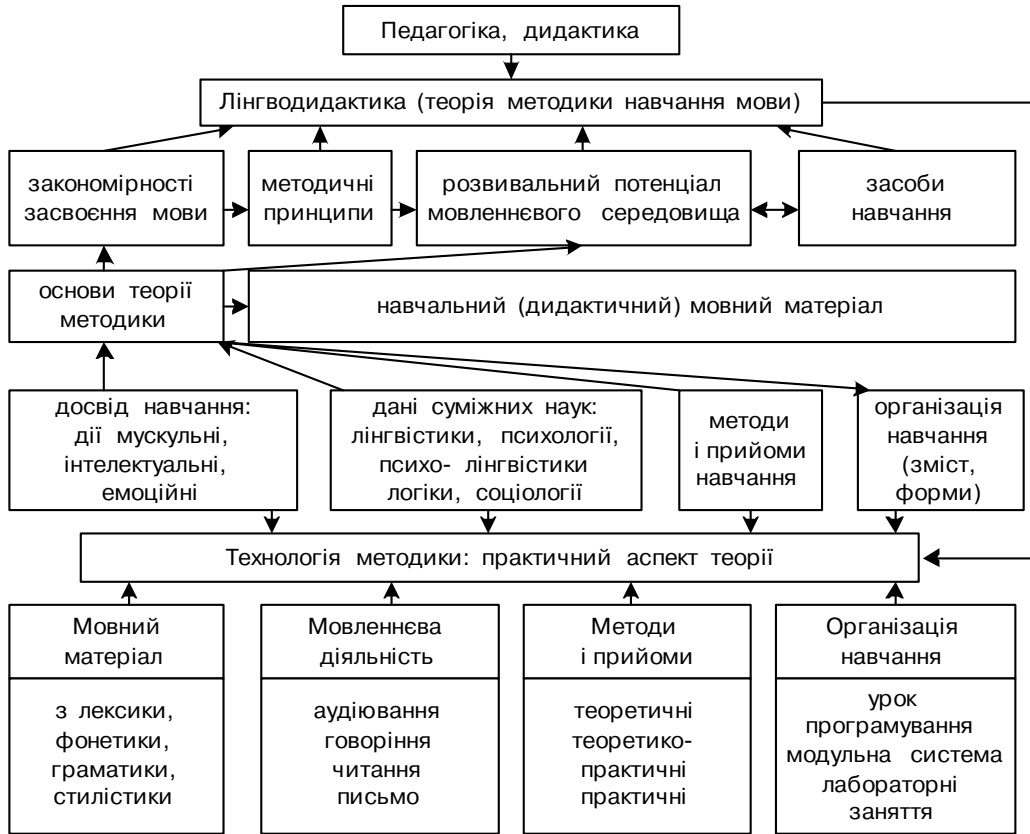 Педагогіка, дидактика
Лінгводидактика (теорія методики навчання мови)
закономірності
засвоєння мови
методичні
принципи
розвивальний потенціал
мовленнєвого середовища
засоби
навчання
основи теорії
методики
навчальний (дидактичний) мовний матеріал
досвід навчання:
дії мускульні,
інтелектуальні,
емоційні
дані суміжних наук:
лінгвістики, психології,
психо- лінгвістики
логіки, соціології
методи
і прийоми
навчання
організація
навчання
(зміст,
форми)
Технологія методики: практичний аспект теорії
Мовний
матеріал
з лексики,
фонетики,
граматики,
стилістики
Мовленнєва
діяльність
аудіювання
говоріння
читання
письмо
Методи
і прийоми
теоретичні
теоретико-
практичні
практичні
Організація
навчання
урок
програмування
модульна система
лабораторні
заняття